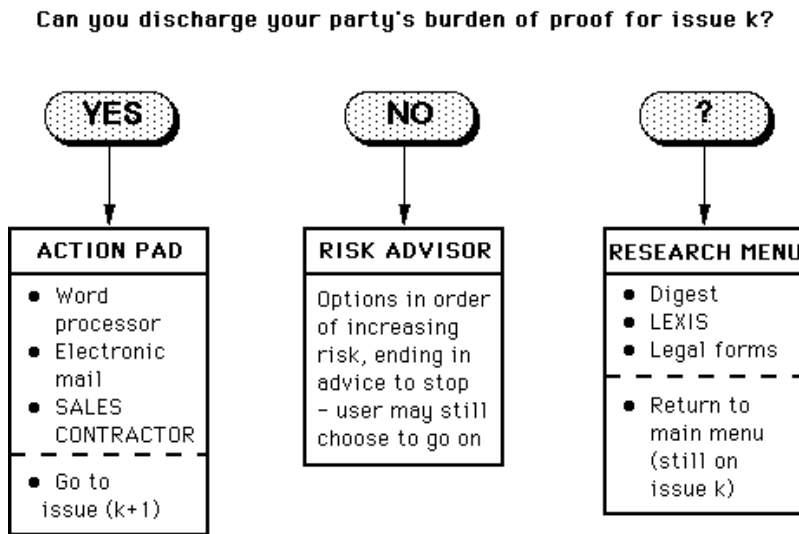 Can you discharge your party's burden of proof for issue k?
YES
ACTION PAD
● Word
processor
● Electronic
mail
● SALES
CONTRACTOR
● Go to
issue (k+1)
NO
RISK ADVISOR
Options in order
of increasing
risk, ending in
advice to stop
– user may still
choose to go on
?
RESEARCH MENU
● Digest
● LEXIS
● Legal forms
● Return to
main menu
(still on
issue k)